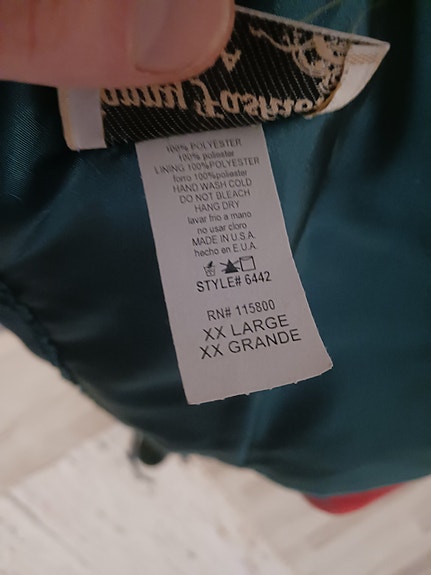 Fashion
100% POLYESTER
100% poliester
LINING 100%POLYESTER
forro 100%poliester
HAND WASH COLD
DO NOT BLEACH
HANG DRY
lavar frio a mano
no usar cloro
MADE IN U.S.A.
hecho en E.U.A.
STYLE# 6442
RN# 115800
XX LARGE
XX GRANDE